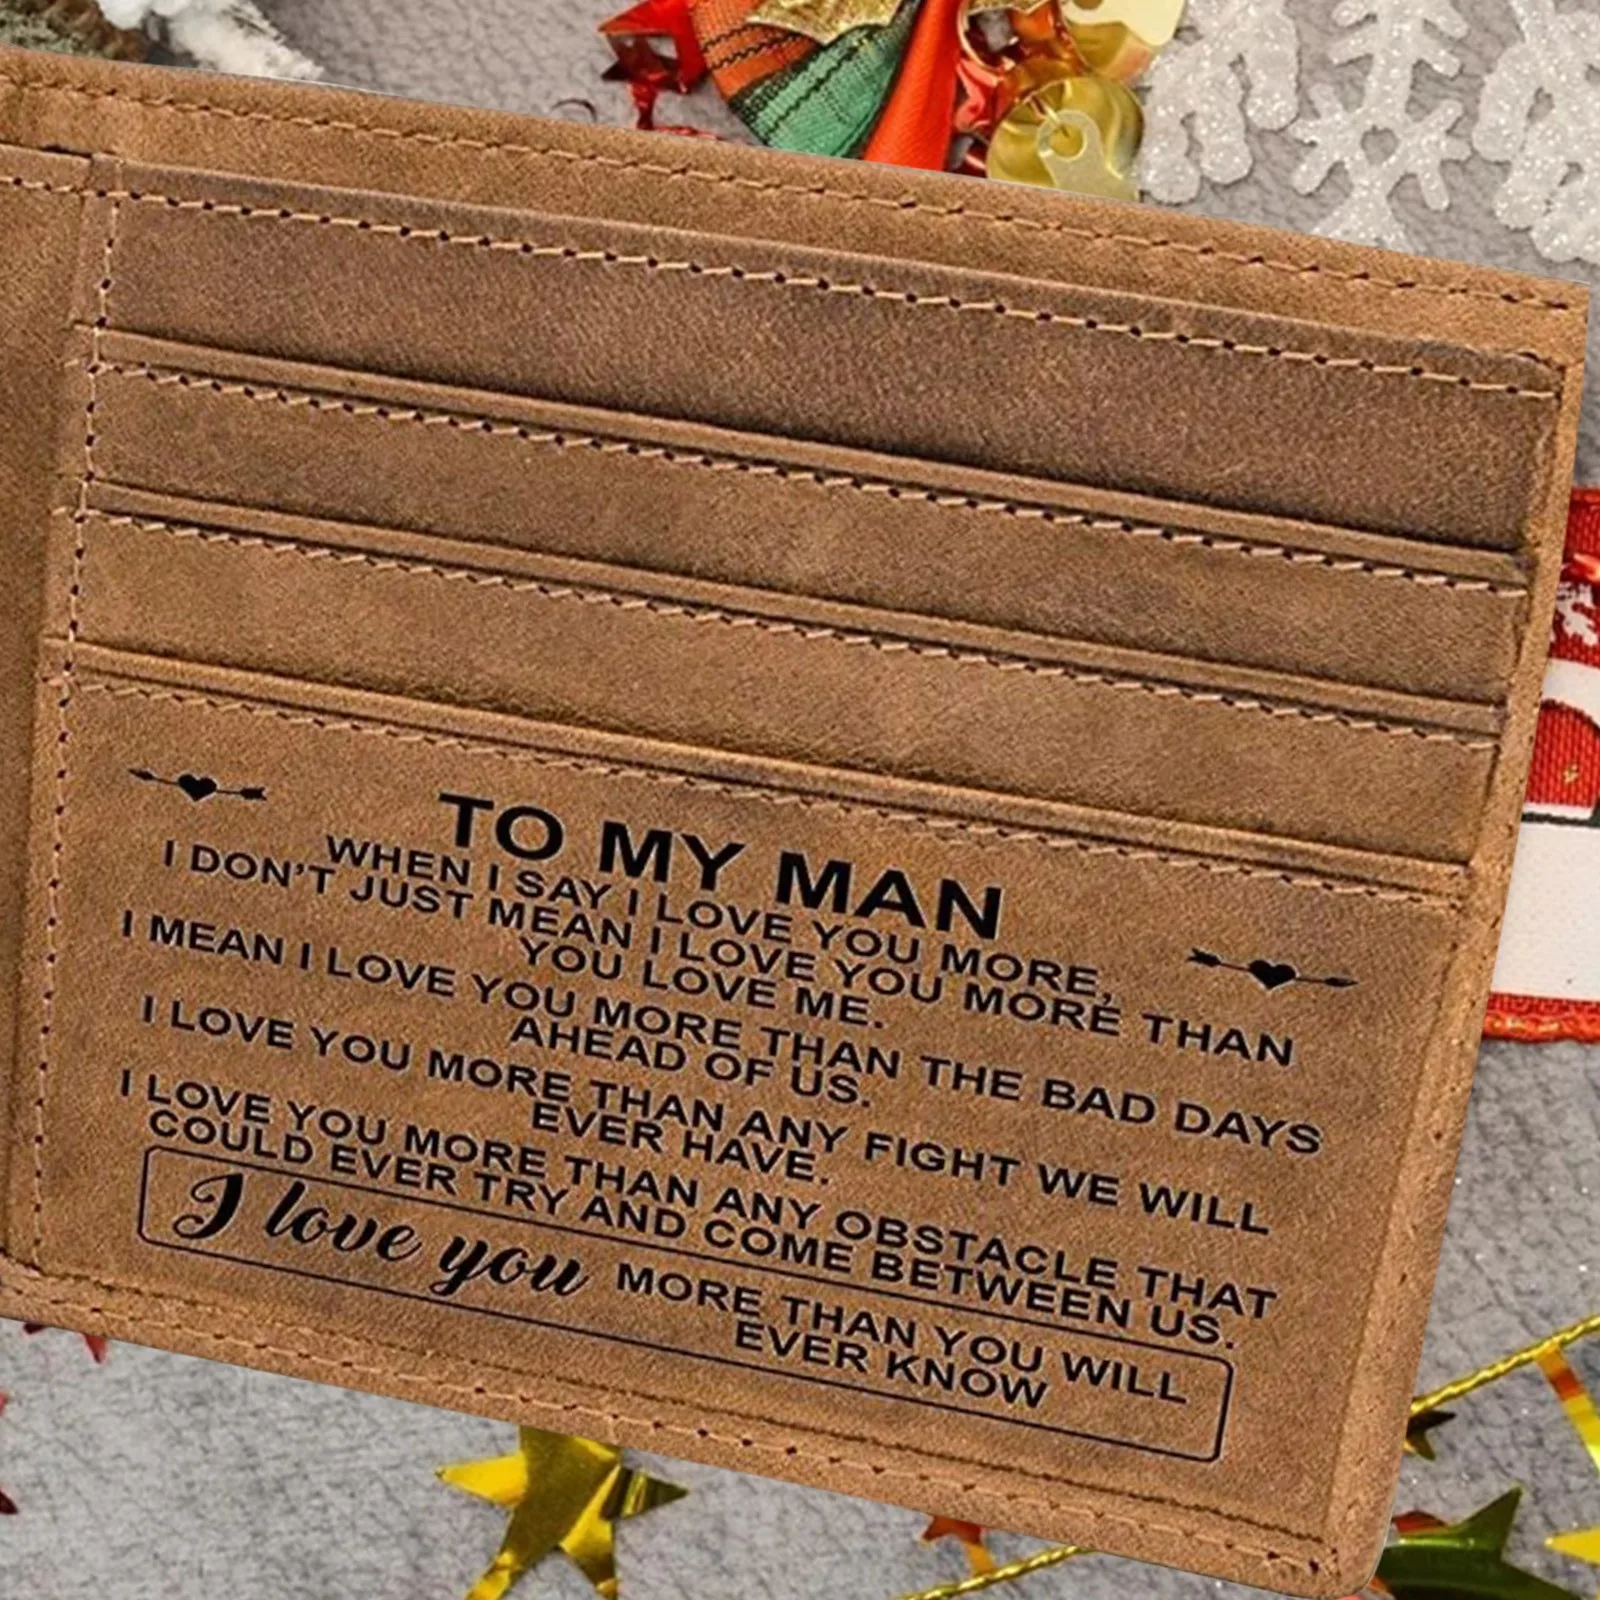 TO MY MAN
WHEN I SAY I LOVE YOU MORE,
I DON'T JUST MEAN I LOVE YOU MORE THAN
YOU LOVE ME.
I MEAN I LOVE YOU MORE THAN THE BAD DAYS
AHEAD OF US.
I LOVE YOU MORE THAN ANY FIGHT WE WILL
EVER HAVE.
I LOVE YOU MORE THAN ANY OBSTACLE THAT
COULD EVER TRY AND COME BETWEEN US.
I love you MORE THAN YOU WILL
EVER KNOW